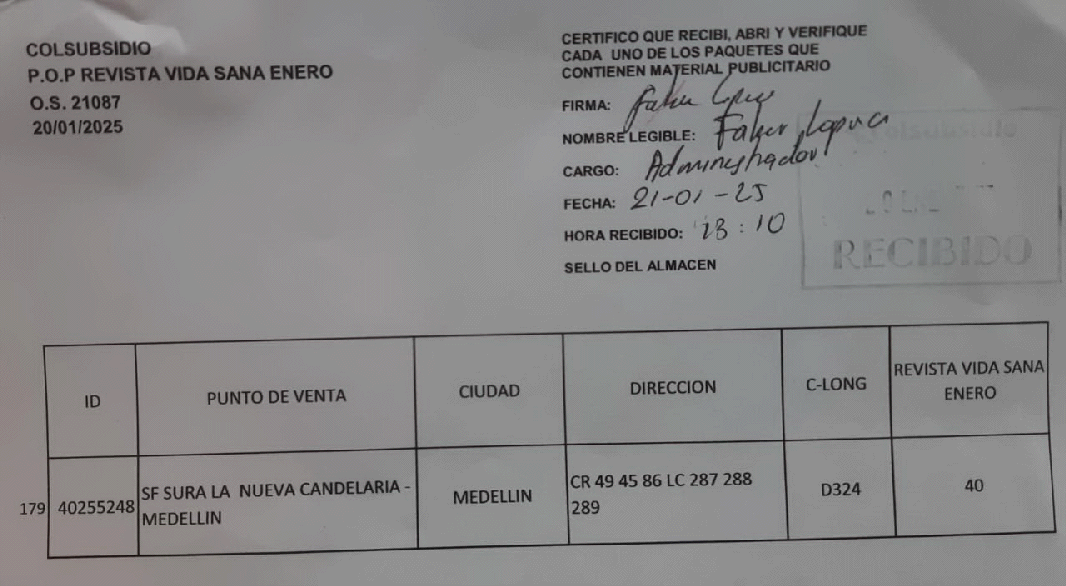 COLSUBSIDIO
P.O.P REVISTA VIDA SANA ENERO
O.S. 21087
20/01/2025
CERTIFICO QUE RECIBI, ABRI Y VERIFIQUE
CADA UNO DE LOS PAQUETES QUE
CONTIENEN MATERIAL PUBLICITARIO
FIRMA:
NOMBRE LEGIBLE:
CARGO: Administrador
FECHA: 21-01-25
HORA RECIBIDO: 13:10
SELLO DEL ALMACEN
Colsubsidio
RECIBIDO
ID PUNTO DE VENTA CIUDAD DIRECCION C-LONG REVISTA VIDA SANA
ENERO
179 40255248 SF SURA LA NUEVA CANDELARIA - MEDELLIN CR 49 45 86 LC 287 288 D324 40
MEDELLIN 289